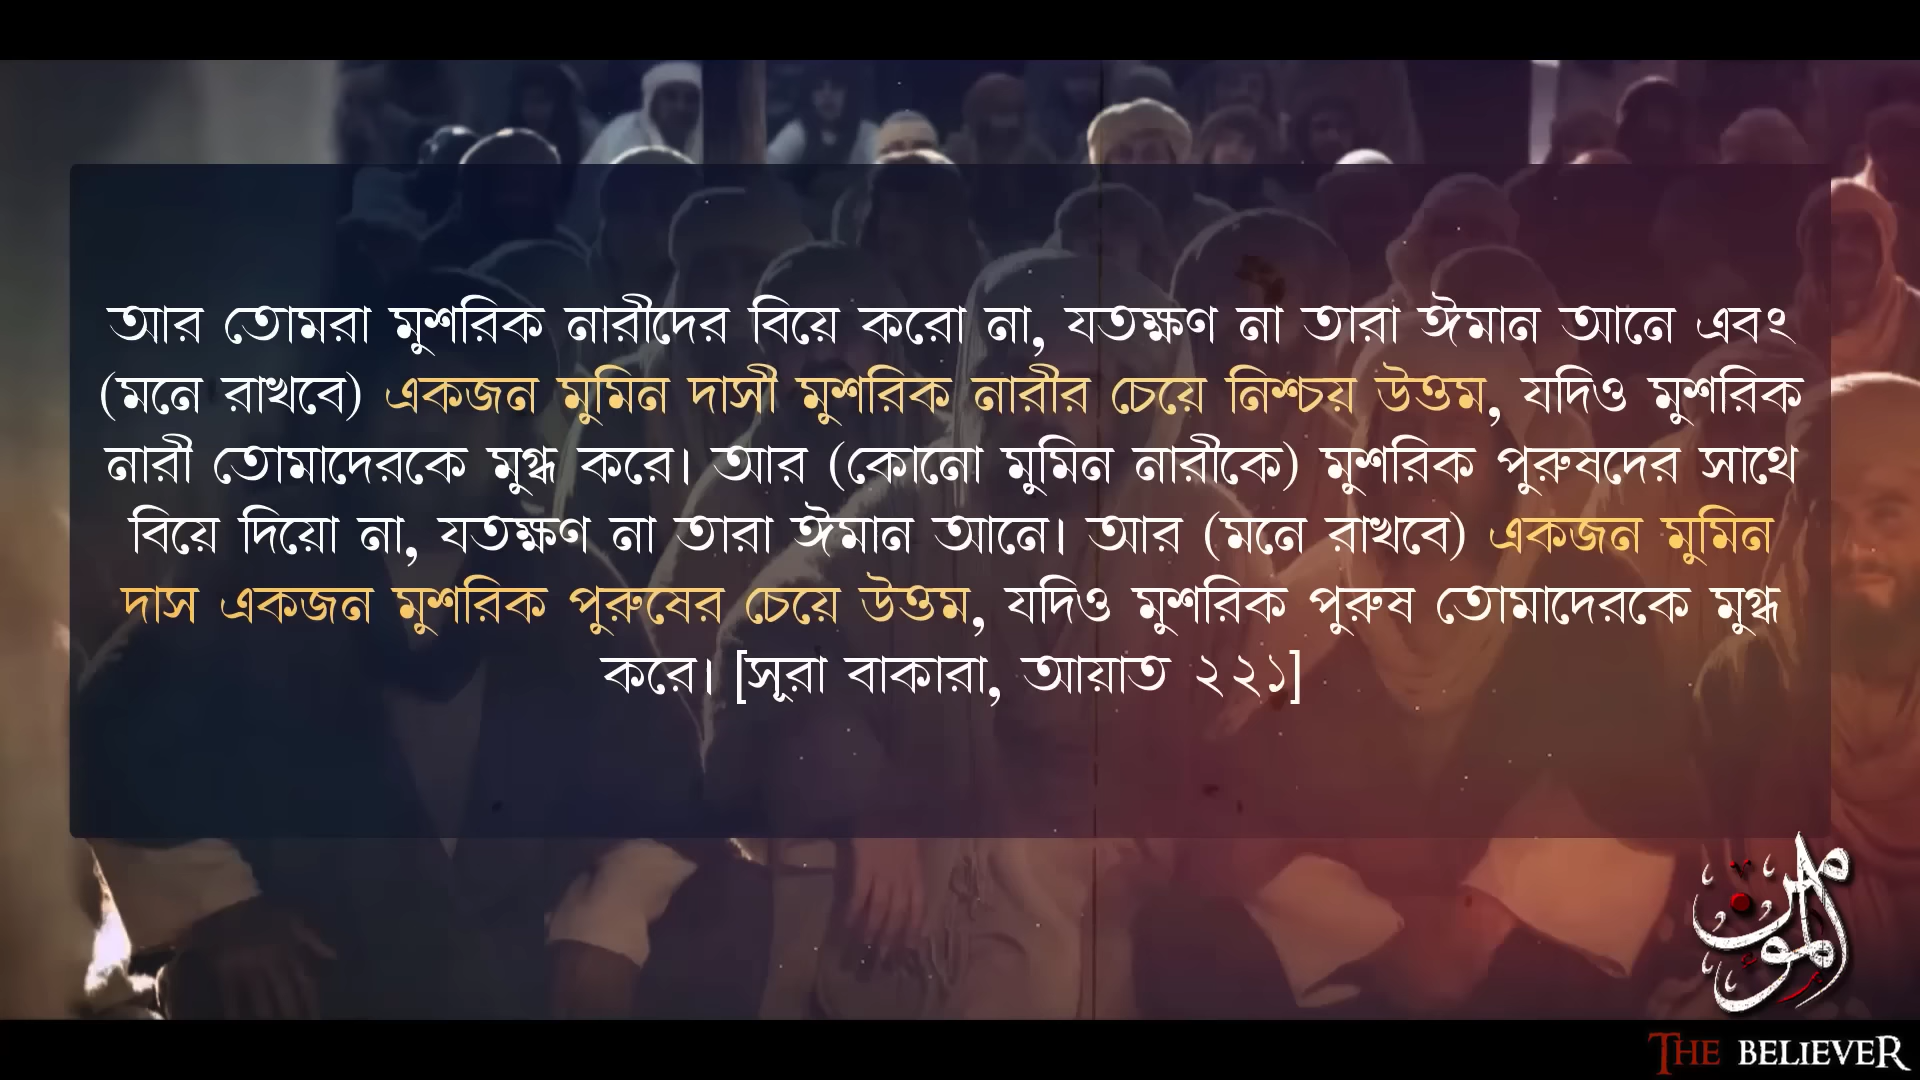 আর তোমরা মুশরিক নারীদের বিয়ে করো না, যতক্ষণ না তারা ঈমান আনে এবং
(মনে রাখবে) একজন মুমিন দাসী মুশরিক নারীর চেয়ে নিশ্চয় উত্তম, যদিও মুশরিক
নারী তোমাদেরকে মুগ্ধ করে। আর (কোনো মুমিন নারীকে) মুশরিক পুরুষদের সাথে
বিয়ে দিয়ো না, যতক্ষণ না তারা ঈমান আনে। আর (মনে রাখবে) একজন মুমিন
দাস একজন মুশরিক পুরুষের চেয়ে উত্তম, যদিও মুশরিক পুরুষ তোমাদেরকে মুগ্ধ
করে। [সূরা বাকারা, আয়াত ২২১]
المؤمن
THE BELIEVER